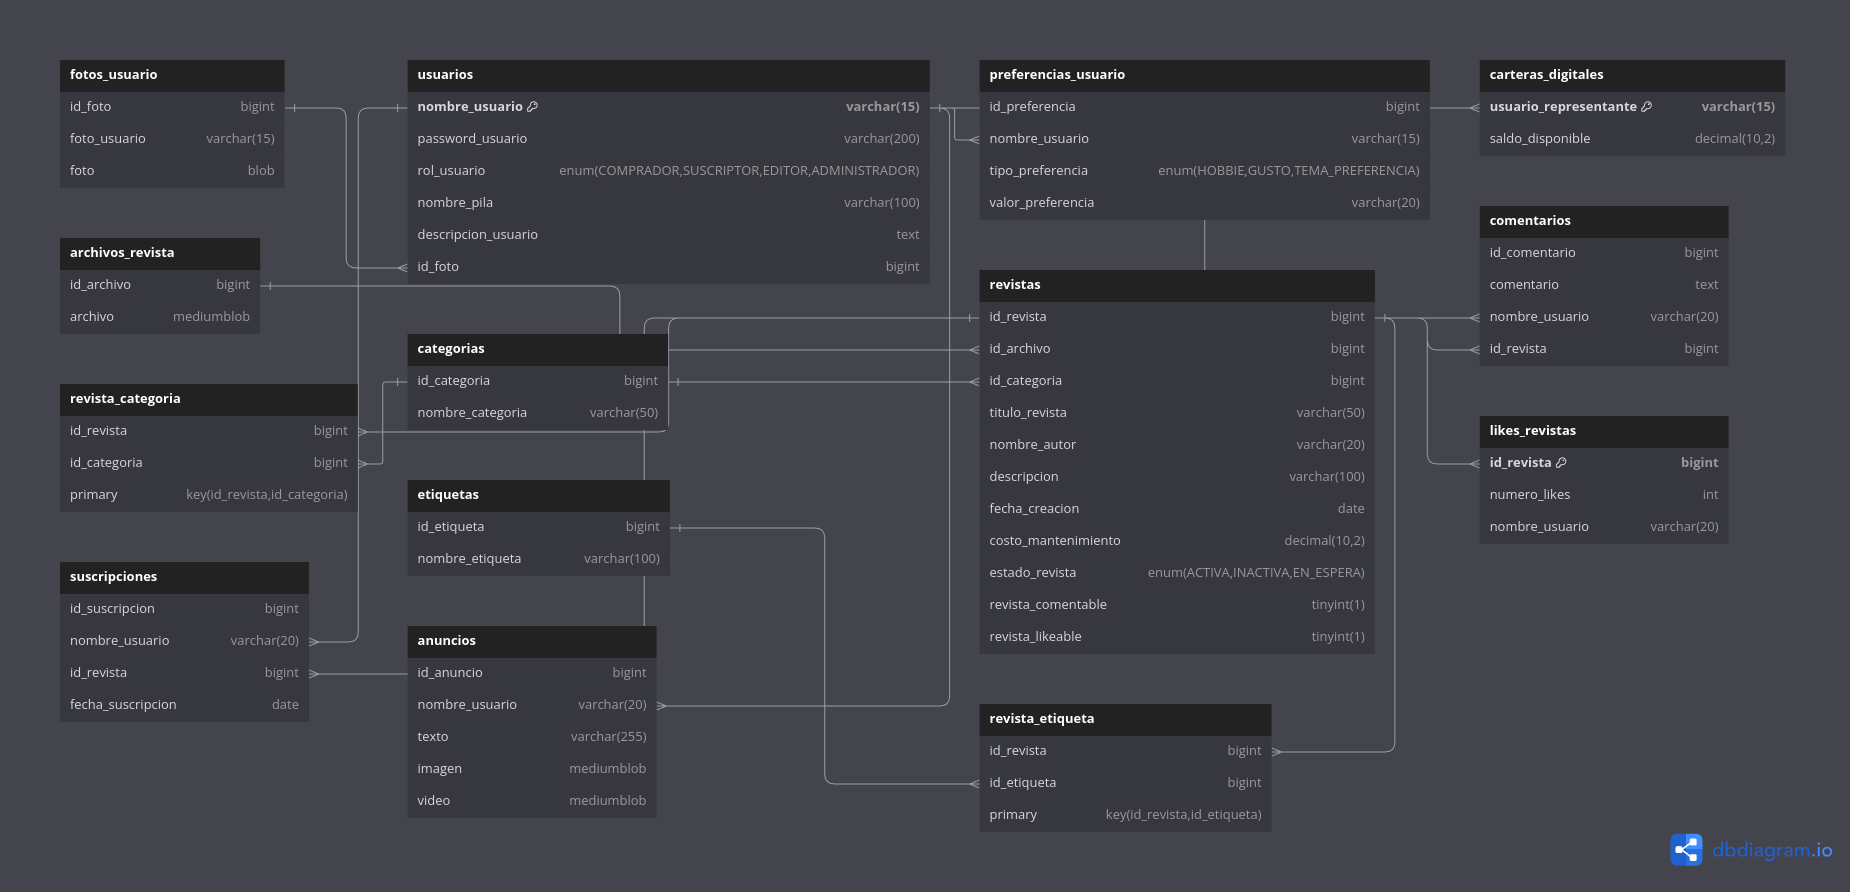 fotos_usuario
id_foto bigint
foto_usuario varchar(15)
foto blob
archivos_revista
id_archivo bigint
archivo mediumblob
revista_categoria
id_revista bigint
id_categoria bigint
primary key(id_revista,id_categoria)
suscripciones
id_suscripcion bigint
nombre_usuario varchar(20)
id_revista bigint
fecha_suscripcion date
usuarios
nombre_usuario varchar(15)
password_usuario varchar(200)
rol_usuario enum(COMPRADOR,SUSCRIPTOR,EDITOR,ADMINISTRADOR)
nombre_pila varchar(100)
descripcion_usuario text
id_foto bigint
categorias
id_categoria bigint
nombre_categoria varchar(50)
etiquetas
id_etiqueta bigint
nombre_etiqueta varchar(100)
anuncios
id_anuncio bigint
nombre_usuario varchar(20)
texto varchar(255)
imagen mediumblob
video mediumblob
preferencias_usuario
id_preferencia bigint
nombre_usuario varchar(15)
tipo_preferencia enum(HOBBIE,GUSTO,TEMA_PREFERENCIA)
valor_preferencia varchar(20)
revistas
id_revista bigint
id_archivo bigint
id_categoria bigint
titulo_revista varchar(50)
nombre_autor varchar(20)
descripcion varchar(100)
fecha_creacion date
costo_mantenimiento decimal(10,2)
estado_revista enum(ACTIVA,INACTIVA,EN_ESPERA)
revista_comentable tinyint(1)
revista_likeable tinyint(1)
revista_etiqueta
id_revista bigint
id_etiqueta bigint
primary key(id_revista,id_etiqueta)
carteras_digitales
usuario_representante varchar(15)
saldo_disponible decimal(10,2)
comentarios
id_comentario bigint
comentario text
nombre_usuario varchar(20)
id_revista bigint
likes_revistas
id_revista bigint
numero_likes int
nombre_usuario varchar(20)
dbdiagram.io